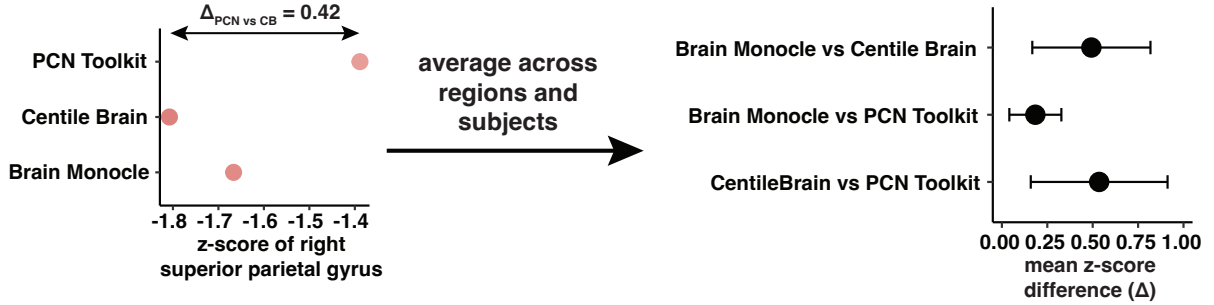 ΔPCN vs CB = 0.42
PCN Toolkit
Centile Brain
Brain Monocle
-1.8 -1.7 -1.6 -1.5 -1.4
z-score of right
superior parietal gyrus
average across
regions and
subjects
Brain Monocle vs Centile Brain
Brain Monocle vs PCN Toolkit
CentileBrain vs PCN Toolkit
0.00 0.25 0.50 0.75 1.00
mean z-score
difference (Δ)